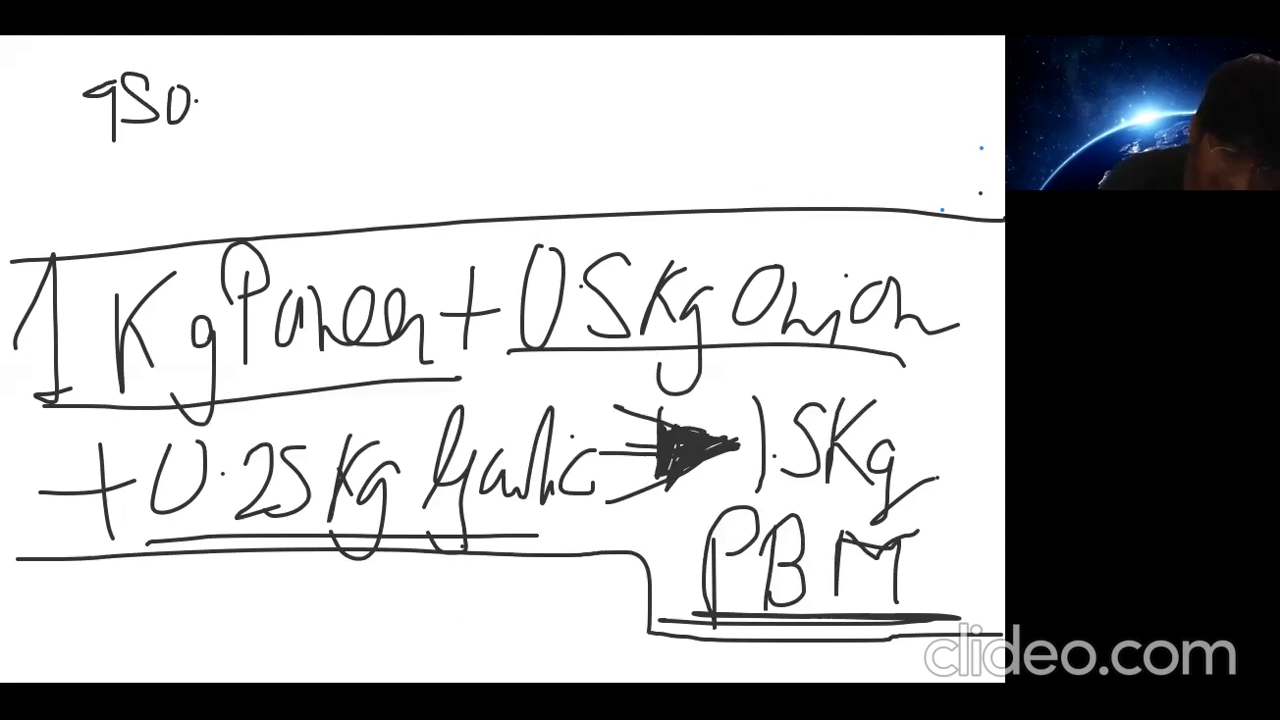 950.
1 Kg Paneer + 0.5 Kg Onion
+ 0.25 Kg Garlic ⇒ 1.5 Kg
PBM
clideo.com